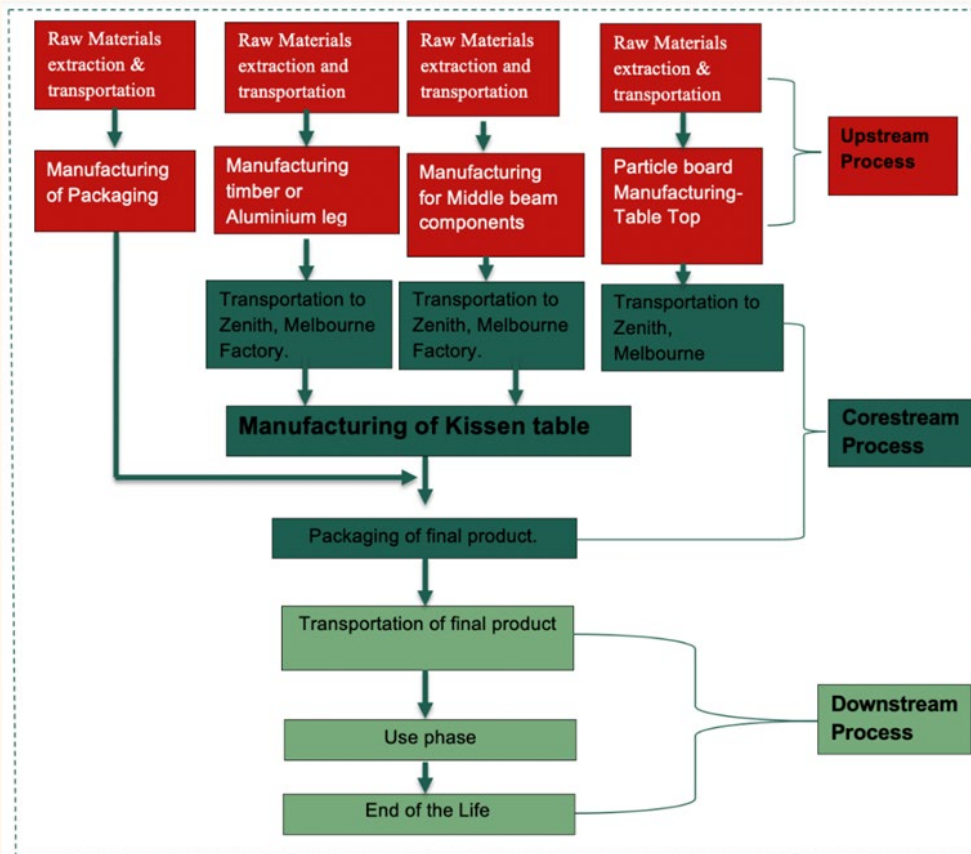 Raw Materials
extraction &
transportation
Raw Materials
extraction and
transportation
Raw Materials
extraction and
transportation
Raw Materials
extraction &
transportation
Upstream
Process
Manufacturing
of Packaging
Manufacturing
timber or
Aluminium leg
Manufacturing
for Middle beam
components
Particle board
Manufacturing-
Table Top
Transportation to
Zenith, Melbourne
Factory.
Transportation to
Zenith, Melbourne
Factory.
Transportation to
Zenith,
Melbourne
Manufacturing of Kissen table
Corestream
Process
Packaging of final product.
Transportation of final product
Downstream
Process
Use phase
End of the Life